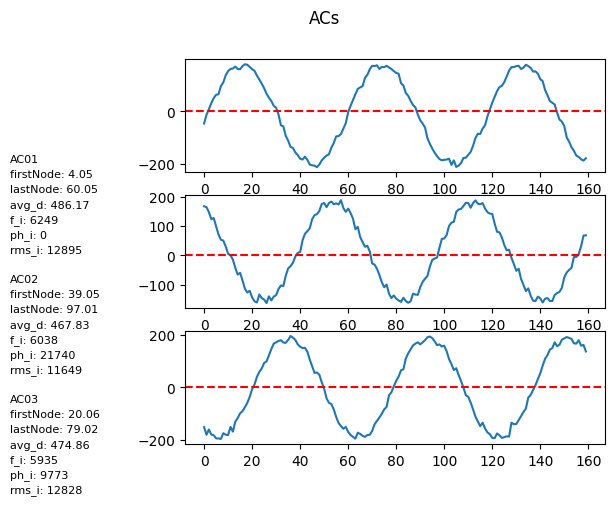 ACs
AC01
firstNode: 4.05
lastNode: 60.05
avg_d: 486.17
f_i: 6249
ph_i: 0
rms_i: 12895
AC02
firstNode: 39.05
lastNode: 97.01
avg_d: 467.83
f_i: 6038
ph_i: 21740
rms_i: 11649
AC03
firstNode: 20.06
lastNode: 79.02
avg_d: 474.86
f_i: 5935
ph_i: 9773
rms_i: 12828
0
−200
0 20 40 60 80 100 120 140 160
200
100
0
−100
0 20 40 60 80 100 120 140 160
200
0
−200
0 20 40 60 80 100 120 140 160